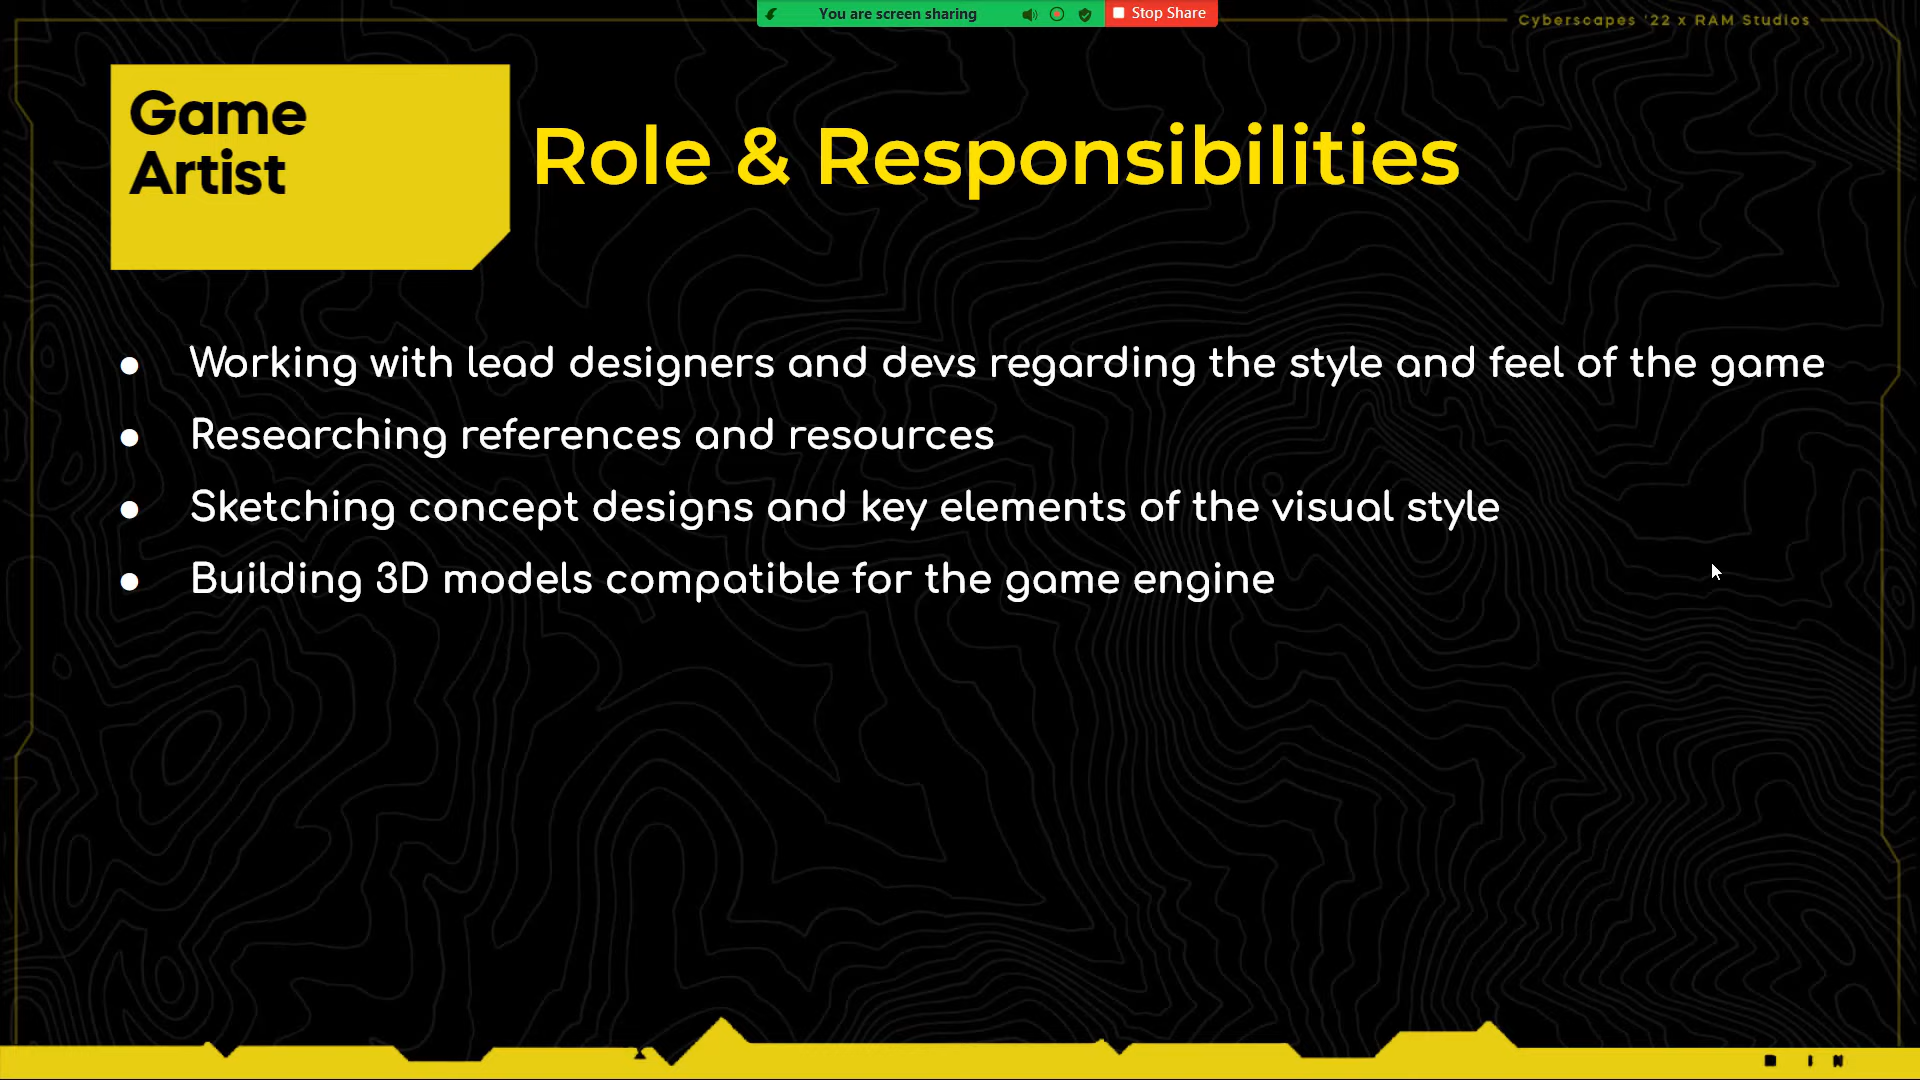 You are screen sharing
Stop Share
Cyberscapes '22 x RAM Studios
Game
Artist
Role & Responsibilities
● Working with lead designers and devs regarding the style and feel of the game
● Researching references and resources
● Sketching concept designs and key elements of the visual style
● Building 3D models compatible for the game engine